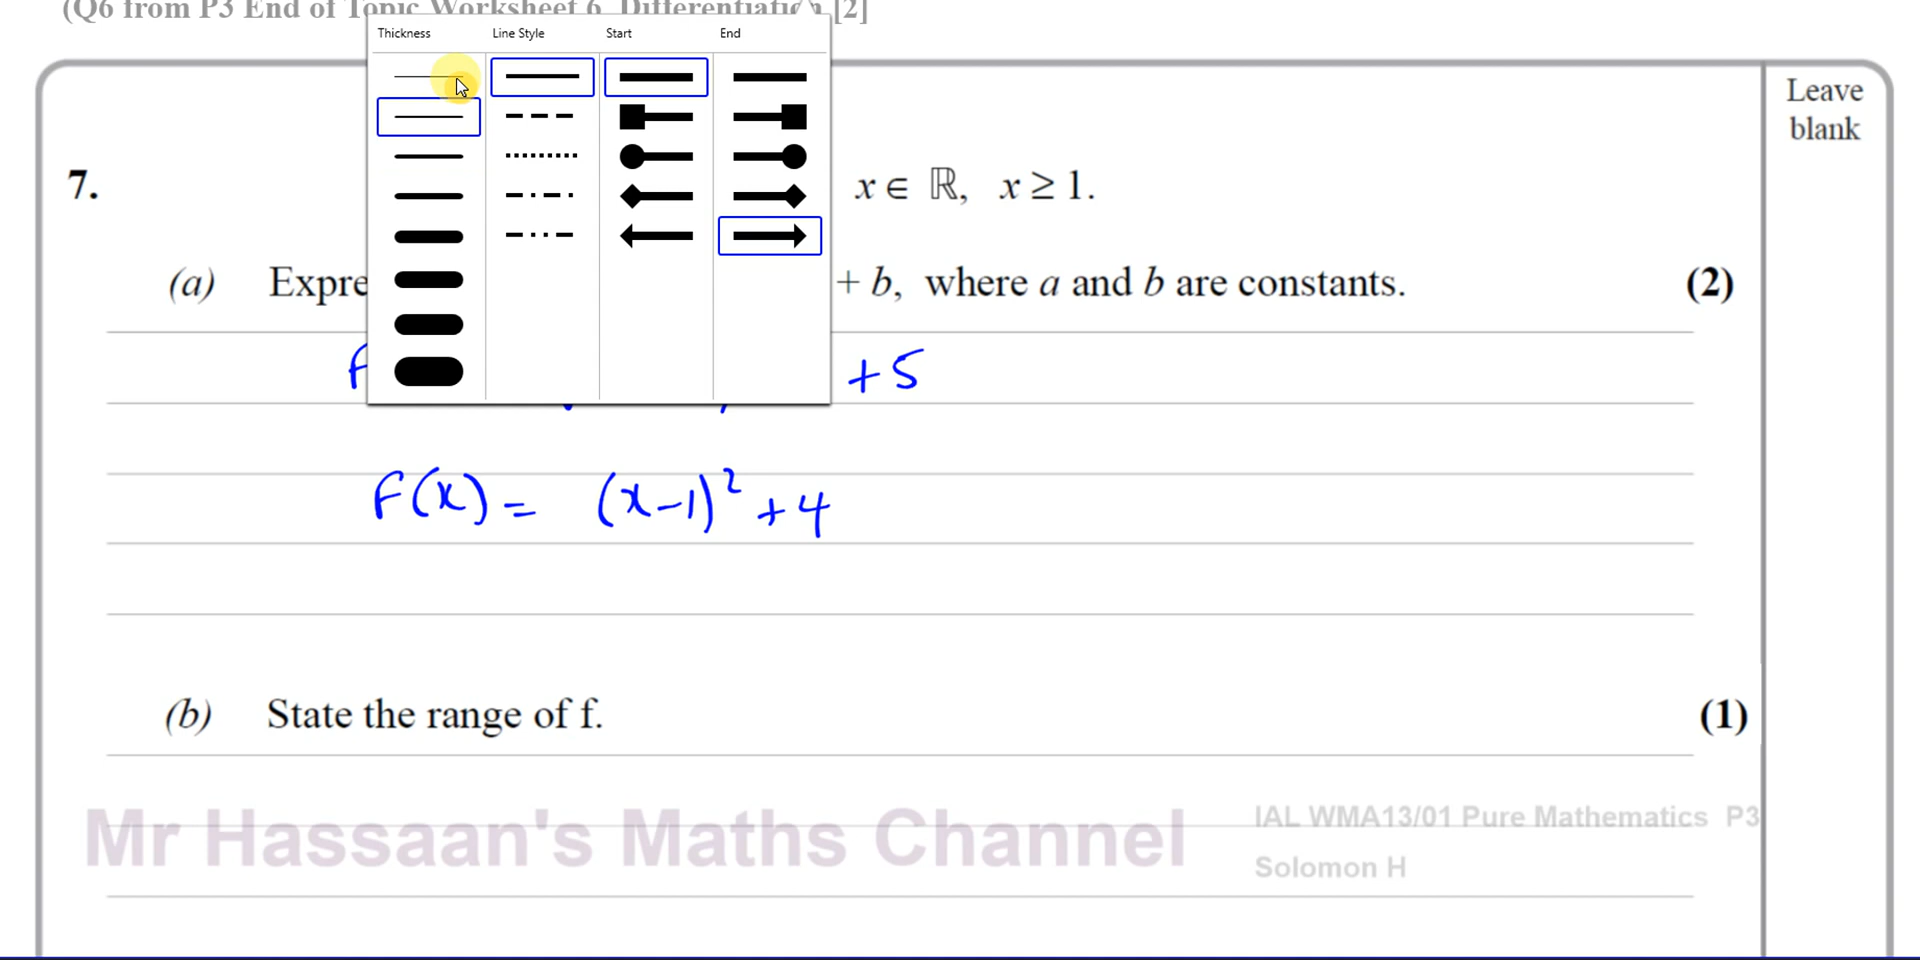 (Q6 from P3 End of Topic Worksheet 6 Differentiation [2]
Thickness Line Style Start End
Leave
blank
7. x ∈ ℝ, x ≥ 1.
(a) Expre + b, where a and b are constants. (2)
f +5
f(x) = (x-1)² +4
(b) State the range of f. (1)
Mr Hassaan's Maths Channel
IAL WMA13/01 Pure Mathematics P3
Solomon H